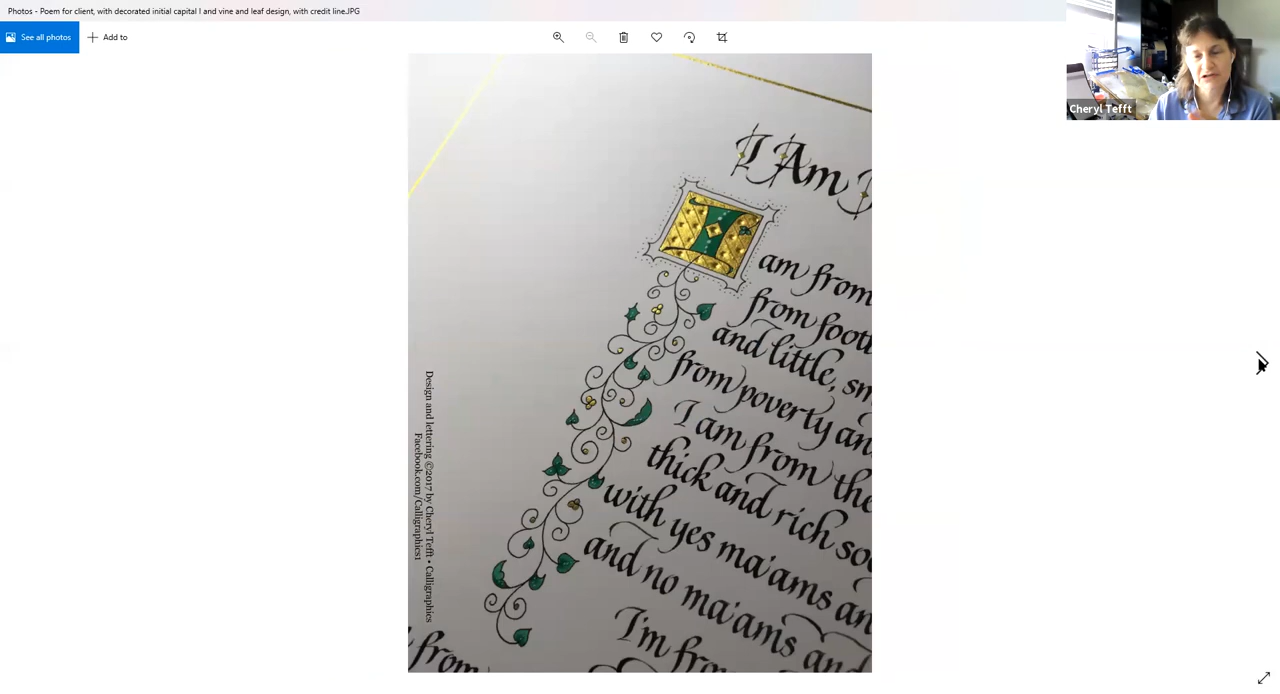 Photos - Poem for client, with decorated initial capital I and vine and leaf design, with credit line.JPG
See all photos
Add to
Cheryl Tefft
I Am
I
am from
from foot
and little, sm
from poverty an
I am from the
thick and rich so
with yes ma'ams an
and no ma'ams and
I'm fro
from
Design and lettering ©2017 by Cheryl Tefft • Calligraphics
Facebook.com/Calligraphics1